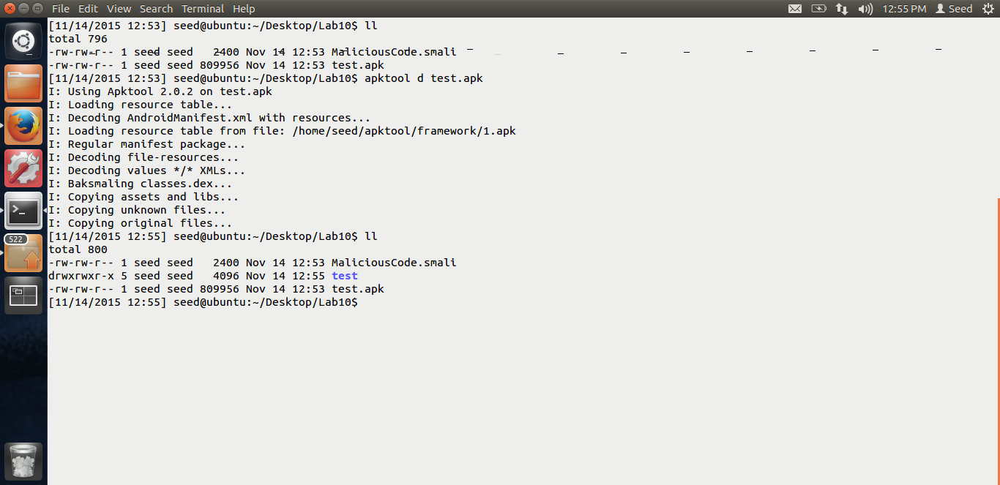 File Edit View Search Terminal Help 12:55 PM Seed
[11/14/2015 12:53] seed@ubuntu:~/Desktop/Lab10$ ll
total 796
-rw-rw-r-- 1 seed seed 2400 Nov 14 12:53 MaliciousCode.smali
-rw-rw-r-- 1 seed seed 809956 Nov 14 12:53 test.apk
[11/14/2015 12:53] seed@ubuntu:~/Desktop/Lab10$ apktool d test.apk
I: Using Apktool 2.0.2 on test.apk
I: Loading resource table...
I: Decoding AndroidManifest.xml with resources...
I: Loading resource table from file: /home/seed/apktool/framework/1.apk
I: Regular manifest package...
I: Decoding file-resources...
I: Decoding values */* XMLs...
I: Baksmaling classes.dex...
I: Copying assets and libs...
I: Copying unknown files...
I: Copying original files...
[11/14/2015 12:55] seed@ubuntu:~/Desktop/Lab10$ ll
total 800
-rw-rw-r-- 1 seed seed 2400 Nov 14 12:53 MaliciousCode.smali
drwxrwxr-x 5 seed seed 4096 Nov 14 12:55 test
-rw-rw-r-- 1 seed seed 809956 Nov 14 12:53 test.apk
[11/14/2015 12:55] seed@ubuntu:~/Desktop/Lab10$
522